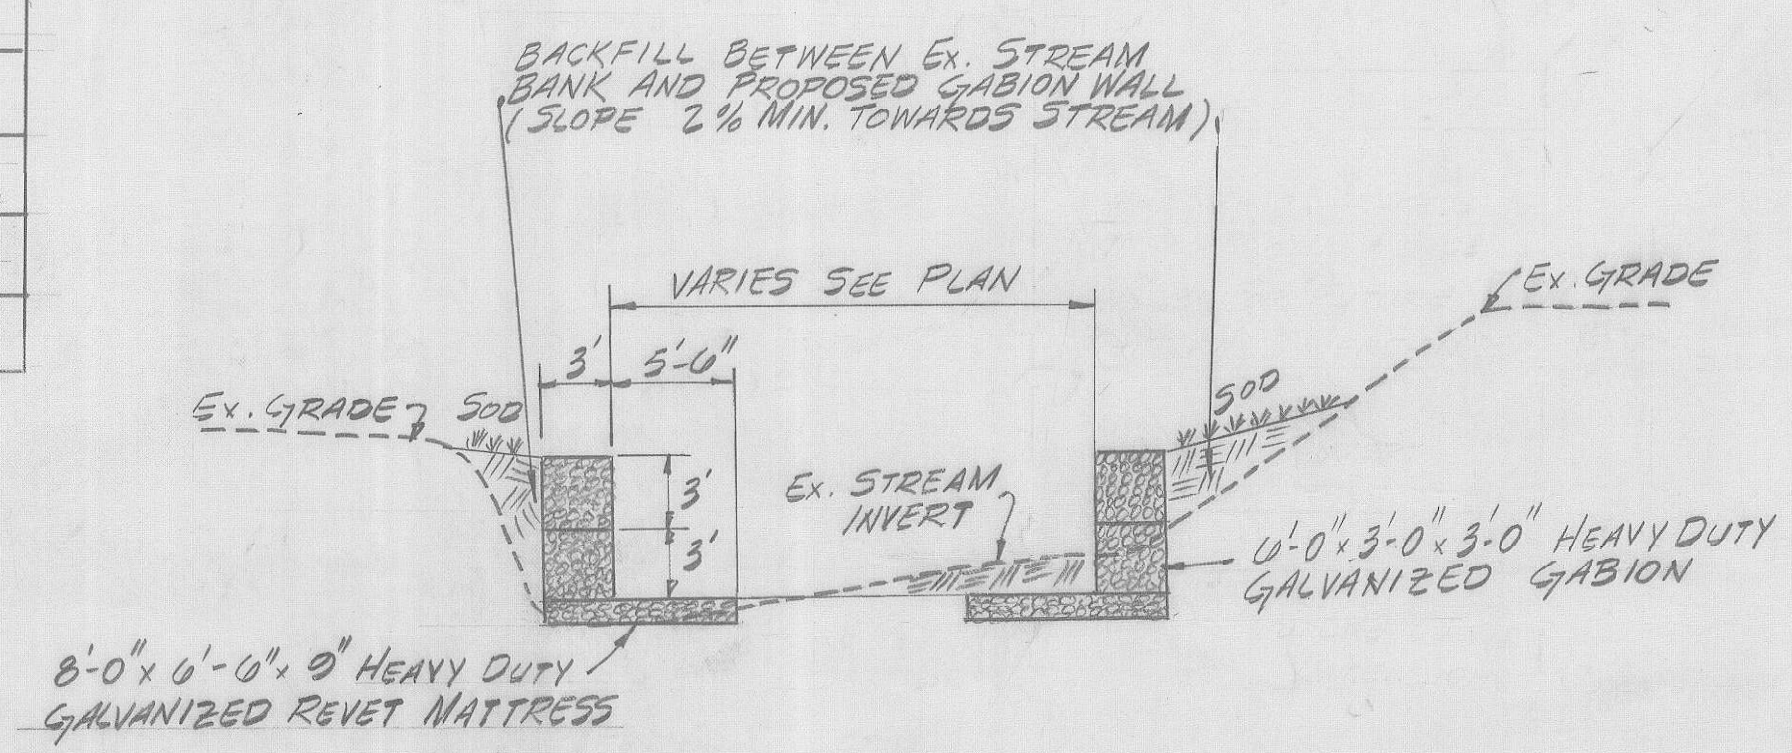 BACKFILL BETWEEN EX. STREAM
BANK AND PROPOSED GABION WALL
(SLOPE 2% MIN. TOWARDS STREAM)
VARIES SEE PLAN
EX. GRADE
3'
5'-6"
EX. GRADE
SOD
SOD
3'
3'
EX. STREAM
INVERT
6'-0" x 3'-0" x 3'-0" HEAVY DUTY
GALVANIZED GABION
8'-0" x 6'-6" x 9" HEAVY DUTY
GALVANIZED REVET MATTRESS